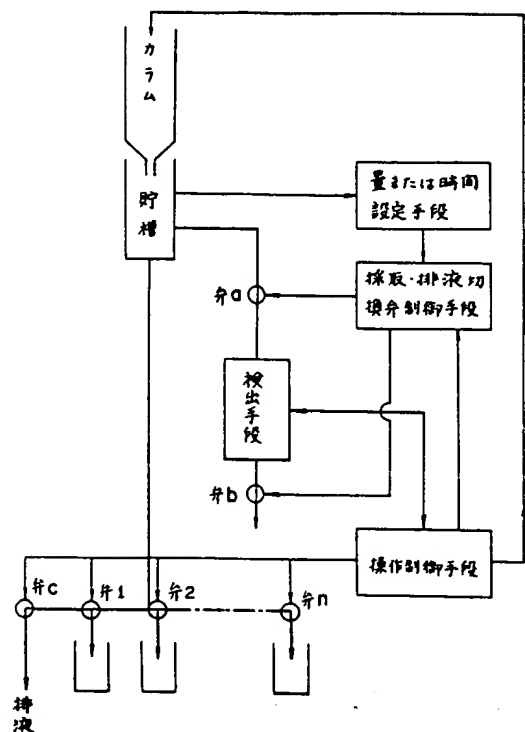 カラム
貯槽
量または時間
設定手段
採取・排液切
換弁制御手段
弁a
検出手段
弁b
操作制御手段
弁c
弁1
弁2
弁n
排液